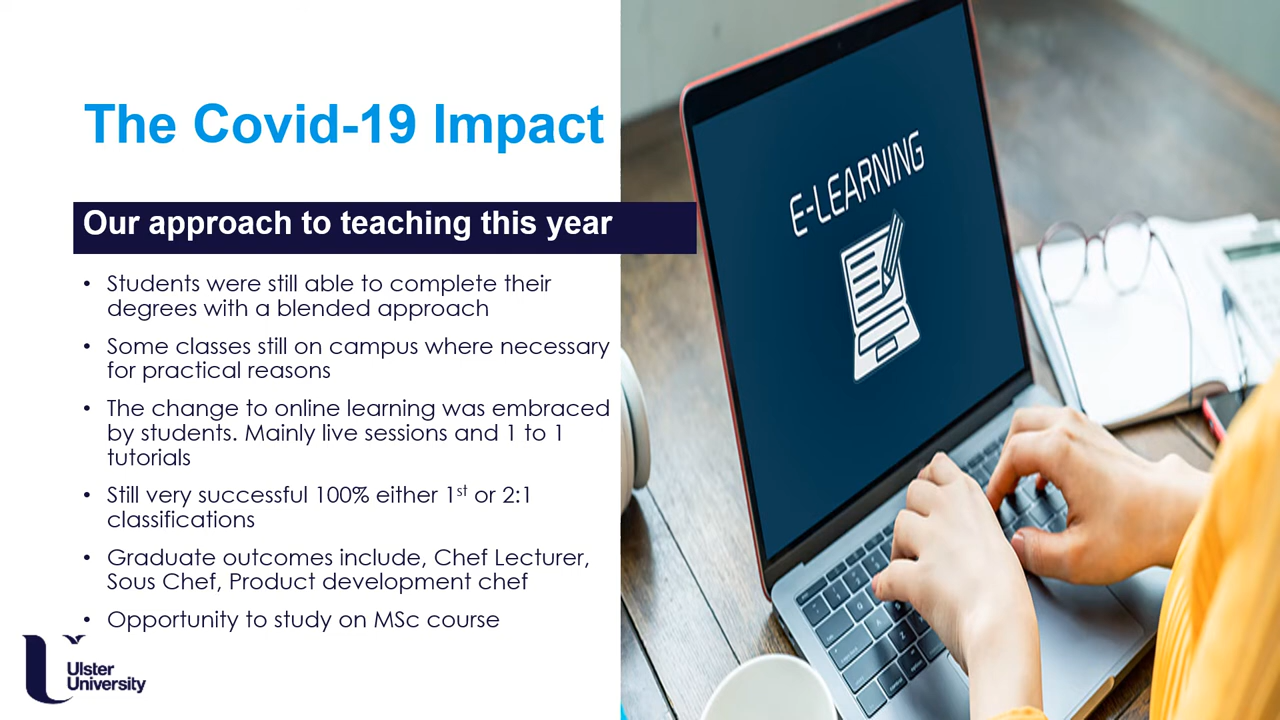 The Covid-19 Impact
Our approach to teaching this year
• Students were still able to complete their
degrees with a blended approach
• Some classes still on campus where necessary
for practical reasons
• The change to online learning was embraced
by students. Mainly live sessions and 1 to 1
tutorials
• Still very successful 100% either 1st or 2:1
classifications
• Graduate outcomes include, Chef Lecturer,
Sous Chef, Product development chef
• Opportunity to study on MSc course
Ulster
University
E-LEARNING